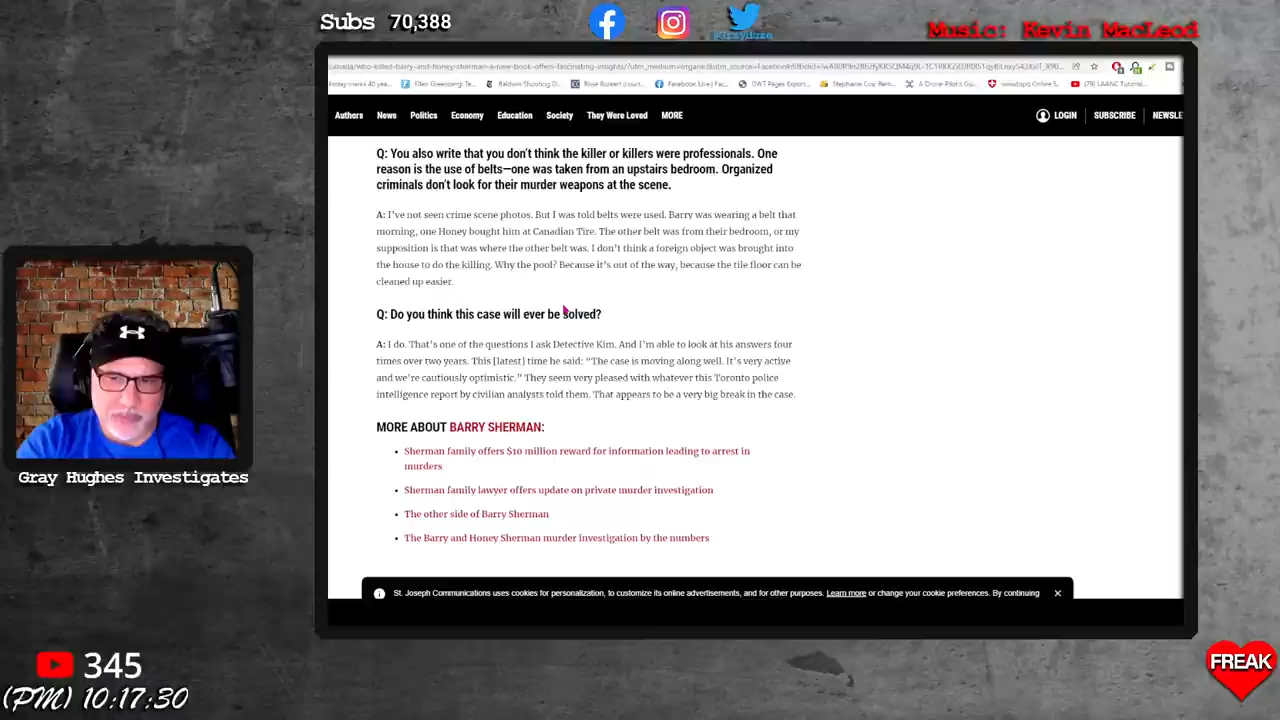 Subs 70,388
Music: Kevin MacLeod
Authors News Politics Economy Education Society They Were Loved MORE LOGIN SUBSCRIBE NEWSLE
Q: You also write that you don't think the killer or killers were professionals. One
reason is the use of belts—one was taken from an upstairs bedroom. Organized
criminals don't look for their murder weapons at the scene.
A: I've not seen crime scene photos. But I was told belts were used. Barry was wearing a belt that
morning, one Honey bought him at Canadian Tire. The other belt was from their bedroom, or my
supposition is that was where the other belt was. I don't think a foreign object was brought into
the house to do the killing. Why the pool? Because it's out of the way, because the tile floor can be
cleaned up easier.
Q: Do you think this case will ever be solved?
A: I do. That's one of the questions I ask Detective Kim. And I'm able to look at his answers four
times over two years. This [latest] time he said: “The case is moving along well. It's very active
and we're cautiously optimistic.” They seem very pleased with whatever this Toronto police
intelligence report by civilian analysts told them. That appears to be a very big break in the case.
MORE ABOUT BARRY SHERMAN:
Sherman family offers $10 million reward for information leading to arrest in
murders
Sherman family lawyer offers update on private murder investigation
The other side of Barry Sherman
The Barry and Honey Sherman murder investigation by the numbers
St. Joseph Communications uses cookies for personalization, to customize its online advertisements, and for other purposes. Learn more or change your cookie preferences. By continuing
Gray Hughes Investigates
345
(PM) 10:17:30
FREAK